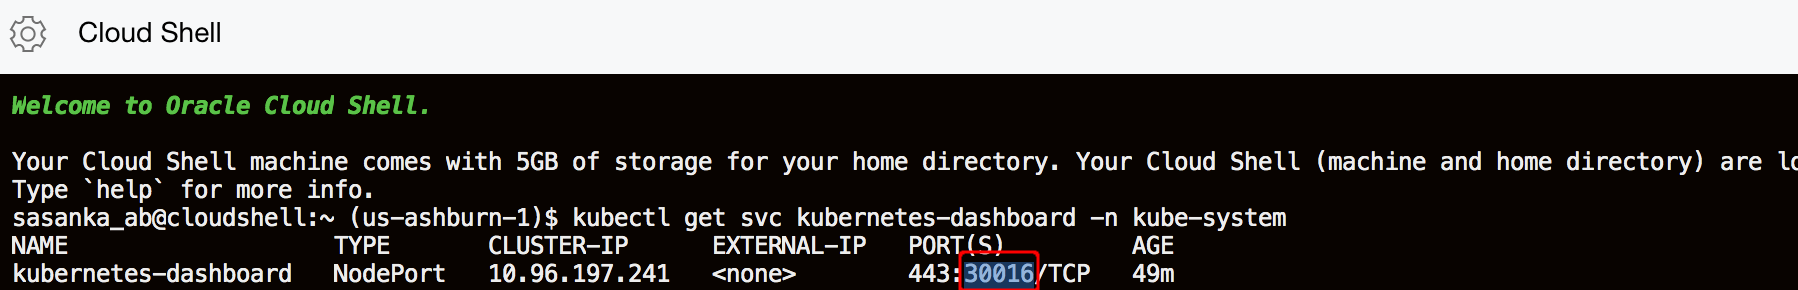 Cloud Shell
Welcome to Oracle Cloud Shell.
Your Cloud Shell machine comes with 5GB of storage for your home directory. Your Cloud Shell (machine and home directory) are
Type `help` for more info.
sasanka_ab@cloudshell:~ (us-ashburn-1)$ kubectl get svc kubernetes-dashboard -n kube-system
NAME TYPE CLUSTER-IP EXTERNAL-IP PORT(S) AGE
kubernetes-dashboard NodePort 10.96.197.241 <none> 443:30016/TCP 49m